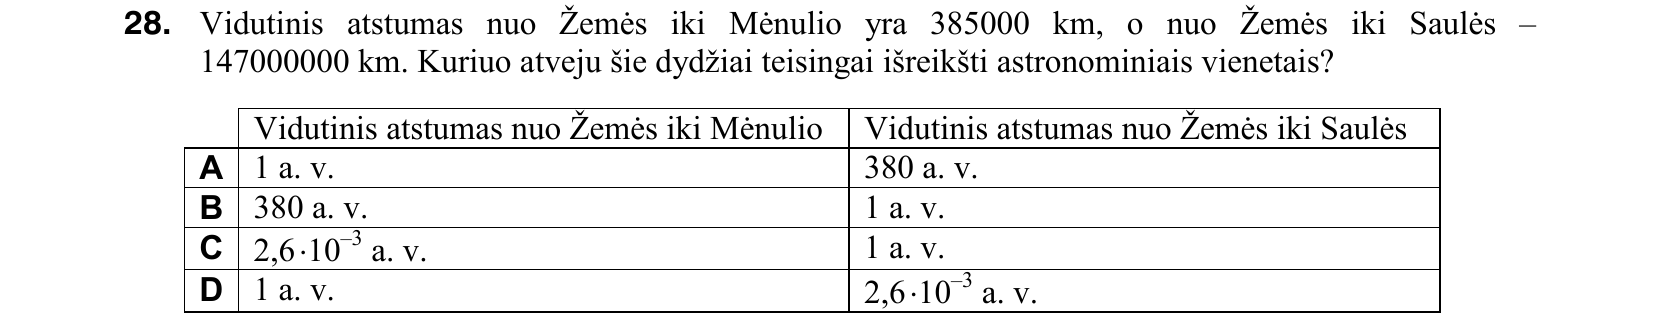 28. Vidutinis atstumas nuo Žemės iki Mėnulio yra 385000 km, o nuo Žemės iki Saulės –
147000000 km. Kuriuo atveju šie dydžiai teisingai išreikšti astronominiais vienetais?
Vidutinis atstumas nuo Žemės iki Mėnulio Vidutinis atstumas nuo Žemės iki Saulės
A 1 a. v. 380 a. v.
B 380 a. v. 1 a. v.
C 2,6·10⁻³ a. v. 1 a. v.
D 1 a. v. 2,6·10⁻³ a. v.